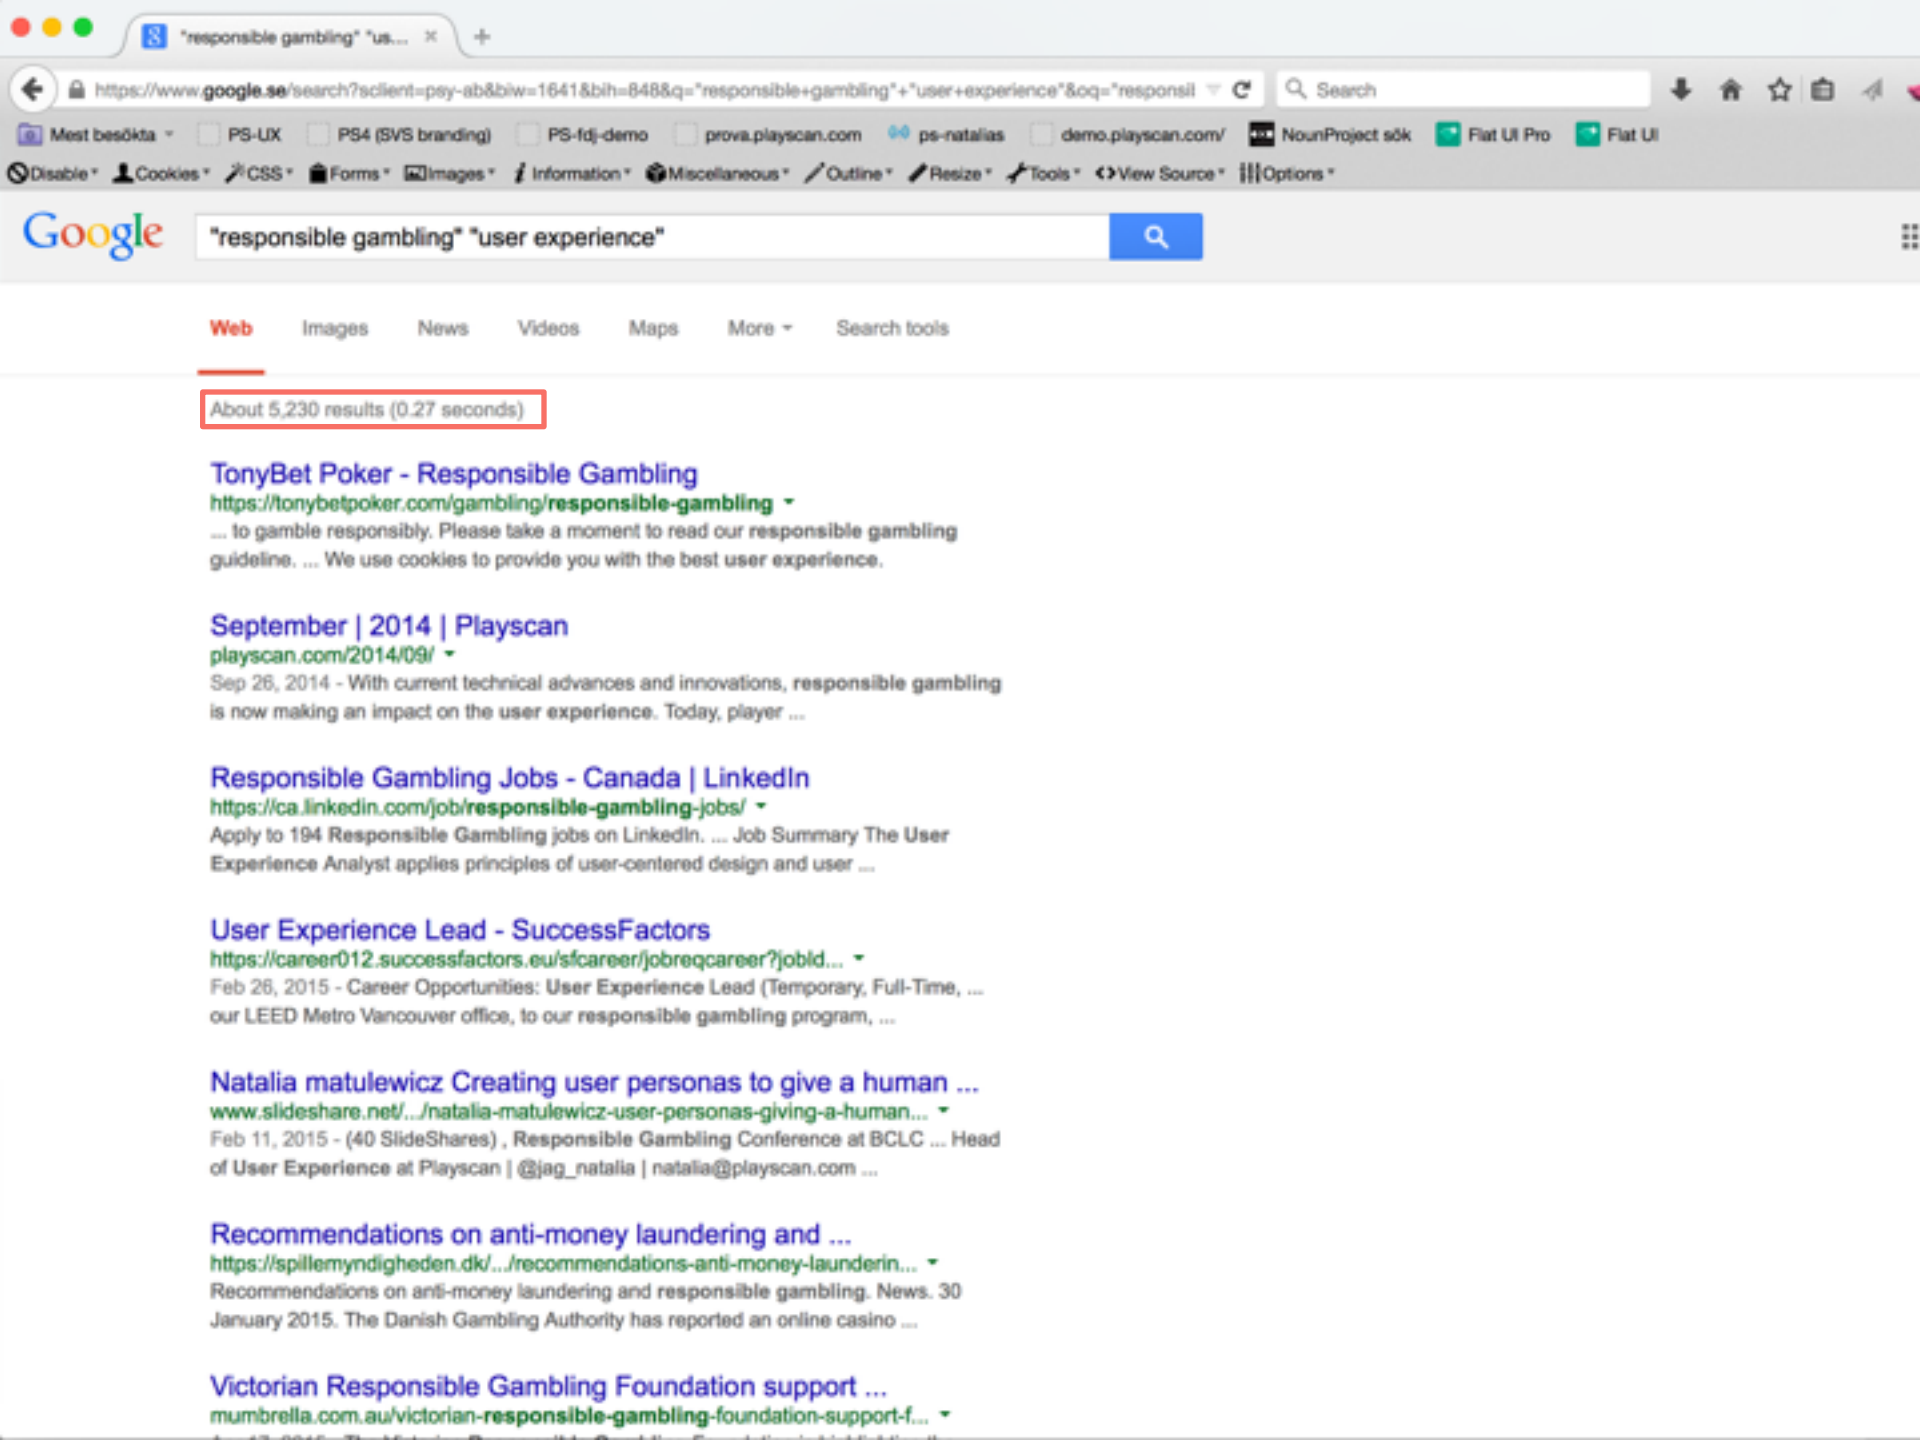 "responsible gambling" "us....
https://www.google.se/search?sclient=psy-ab&biw=1641&bih=848&q="responsible+gambling"+"user+experience"&oq="responsil
Search
Mest besökta PS-UX PS4 (SVS branding) PS-fdj-demo prova.playscan.com ps-natalias demo.playscan.com/ NounProject sök Flat UI Pro Flat UI
Disable Cookies CSS Forms Images Information Miscellaneous Outline Resize Tools View Source Options
Google "responsible gambling" "user experience"
Web Images News Videos Maps More Search tools
About 5,230 results (0.27 seconds)
TonyBet Poker - Responsible Gambling
https://tonybetpoker.com/gambling/responsible-gambling
... to gamble responsibly. Please take a moment to read our responsible gambling
guideline. ... We use cookies to provide you with the best user experience.
September | 2014 | Playscan
playscan.com/2014/09/
Sep 26, 2014 - With current technical advances and innovations, responsible gambling
is now making an impact on the user experience. Today, player ...
Responsible Gambling Jobs - Canada | LinkedIn
https://ca.linkedin.com/job/responsible-gambling-jobs/
Apply to 194 Responsible Gambling jobs on LinkedIn. ... Job Summary The User
Experience Analyst applies principles of user-centered design and user ...
User Experience Lead - SuccessFactors
https://career012.successfactors.eu/sfcareer/jobreqcareer?jobId...
Feb 26, 2015 - Career Opportunities: User Experience Lead (Temporary, Full-Time, ...
our LEED Metro Vancouver office, to our responsible gambling program, ...
Natalia matulewicz Creating user personas to give a human ...
www.slideshare.net/.../natalia-matulewicz-user-personas-giving-a-human...
Feb 11, 2015 - (40 SlideShares) , Responsible Gambling Conference at BCLC ... Head
of User Experience at Playscan | @jag_natalia | natalia@playscan.com ...
Recommendations on anti-money laundering and ...
https://spillemyndigheden.dk/.../recommendations-anti-money-launderin...
Recommendations on anti-money laundering and responsible gambling. News. 30
January 2015. The Danish Gambling Authority has reported an online casino ...
Victorian Responsible Gambling Foundation support ...
mumbrella.com.au/victorian-responsible-gambling-foundation-support-f...